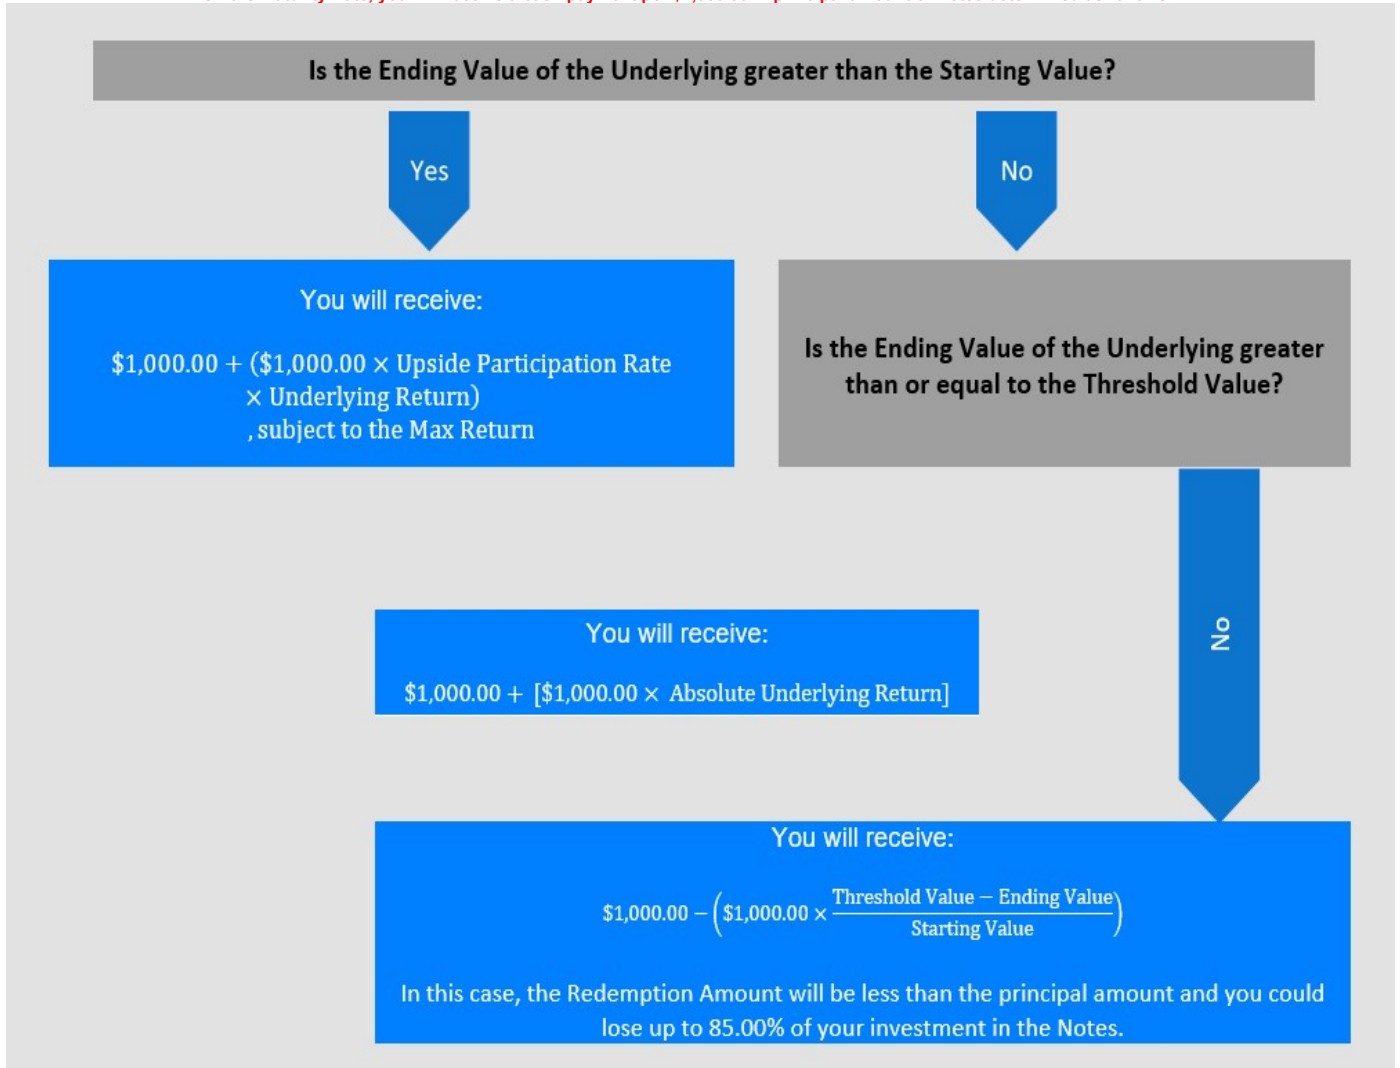 Is the Ending Value of the Underlying greater than the Starting Value?
Yes
No
You will receive:
$1,000.00 + ($1,000.00 × Upside Participation Rate
× Underlying Return)
, subject to the Max Return
Is the Ending Value of the Underlying greater
than or equal to the Threshold Value?
You will receive:
$1,000.00 + [$1,000.00 × Absolute Underlying Return]
No
You will receive:
$1,000.00 − ($1,000.00 × Threshold Value − Ending Value / Starting Value)
In this case, the Redemption Amount will be less than the principal amount and you could
lose up to 85.00% of your investment in the Notes.